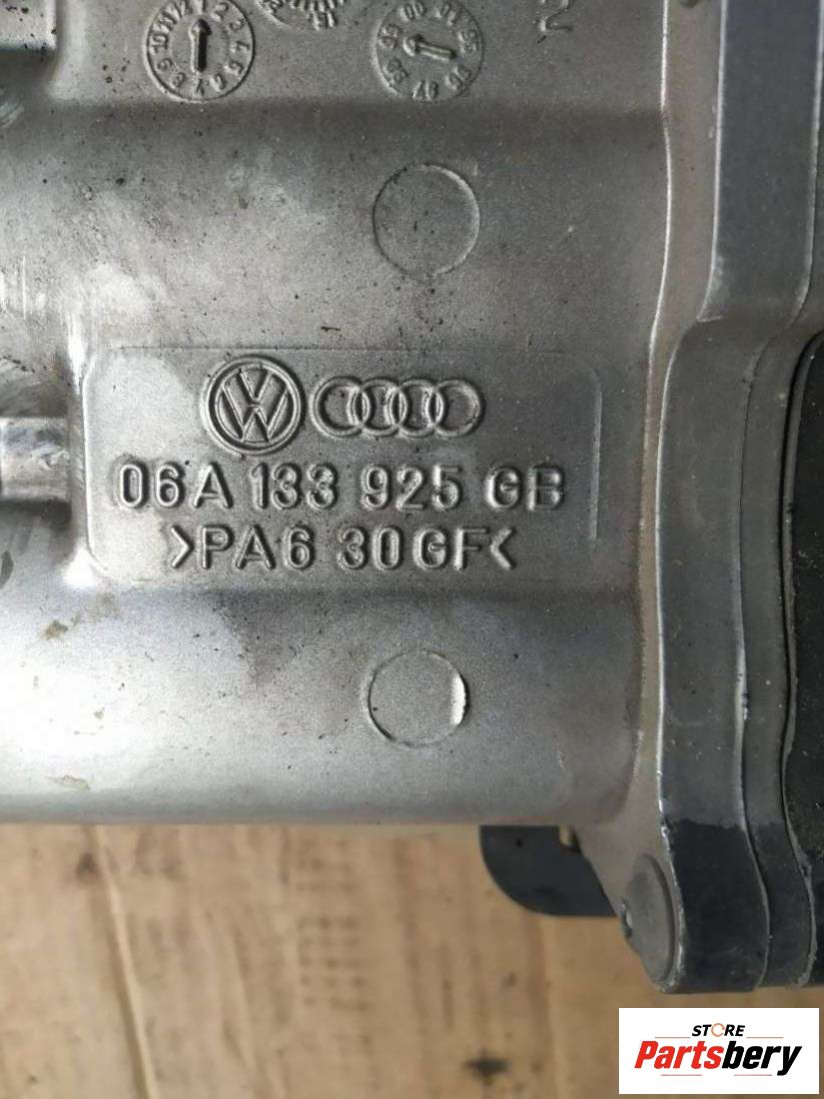 06A 133 925 GB
>PA6 30GF<
STORE
Partsbery